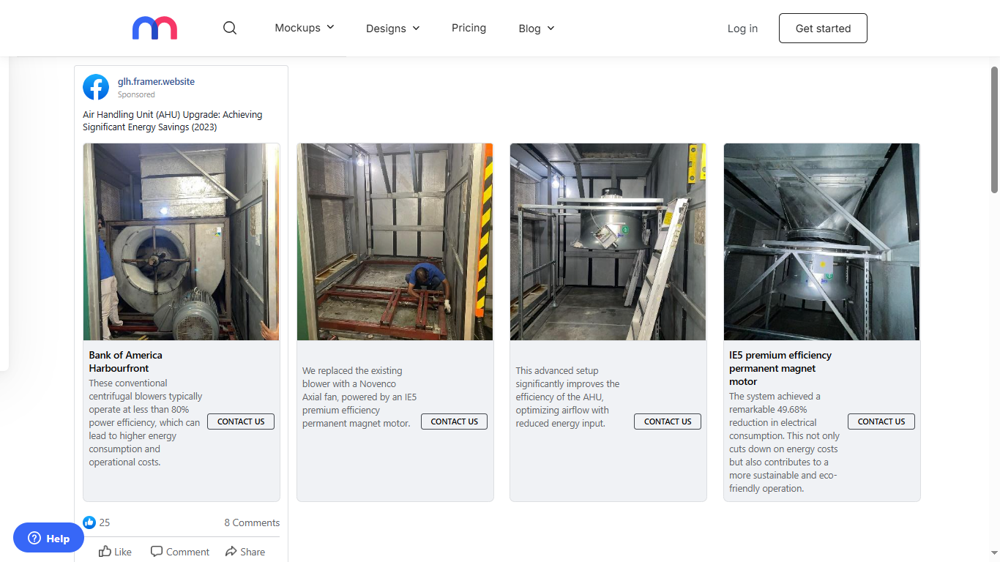 Mockups
Designs
Pricing
Blog
Log in
Get started
glh.framer.website
Sponsored
Air Handling Unit (AHU) Upgrade: Achieving
Significant Energy Savings (2023)
Bank of America
Harbourfront
These conventional
centrifugal blowers typically
operate at less than 80%
power efficiency, which can
lead to higher energy
consumption and
operational costs.
CONTACT US
We replaced the existing
blower with a Novenco
Axial fan, powered by an IE5
premium efficiency
permanent magnet motor.
CONTACT US
This advanced setup
significantly improves the
efficiency of the AHU,
optimizing airflow with
reduced energy input.
CONTACT US
IE5 premium efficiency
permanent magnet
motor
The system achieved a
remarkable 49.68%
reduction in electrical
consumption. This not only
cuts down on energy costs
but also contributes to a
more sustainable and eco-
friendly operation.
CONTACT US
25
8 Comments
Like
Comment
Share
Help